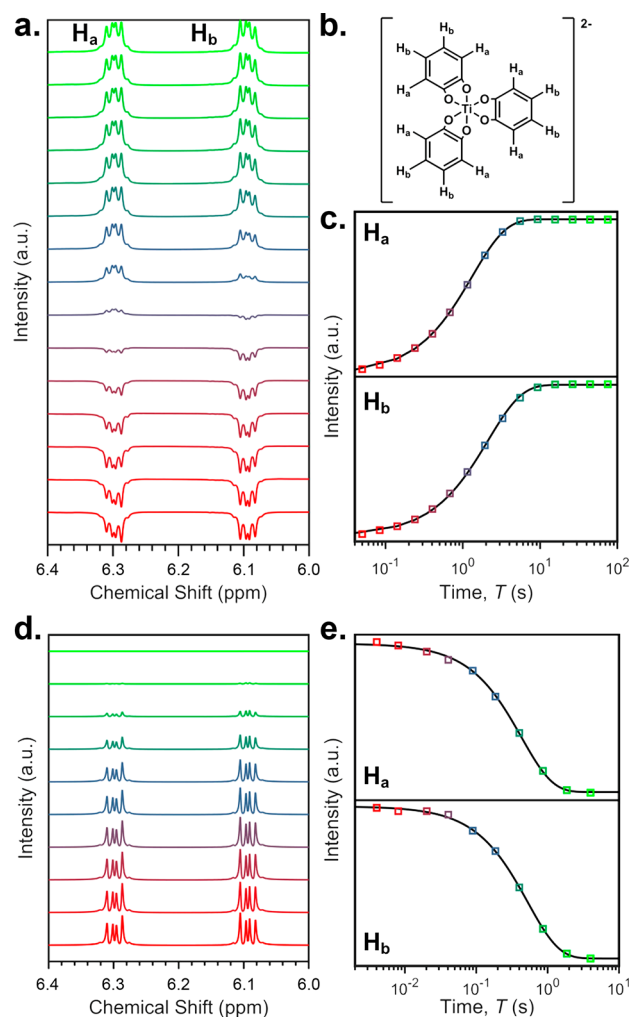 a.
Ha
Hb
Intensity (a.u.)
6.4 6.3 6.2 6.1 6.0
Chemical Shift (ppm)
b.
2-
Hb
Ha
Ha
Hb
Hb
Ha
O
O
O
Ti
O
O
O
Ha
Hb
Hb
Ha
Ha
Hb
Hb
Ha
c.
Ha
Hb
Intensity (a.u.)
10-1 100 101 102
Time, T (s)
d.
Intensity (a.u.)
6.4 6.3 6.2 6.1 6.0
Chemical Shift (ppm)
e.
Ha
Hb
Intensity (a.u.)
10-2 10-1 100 101
Time, T (s)